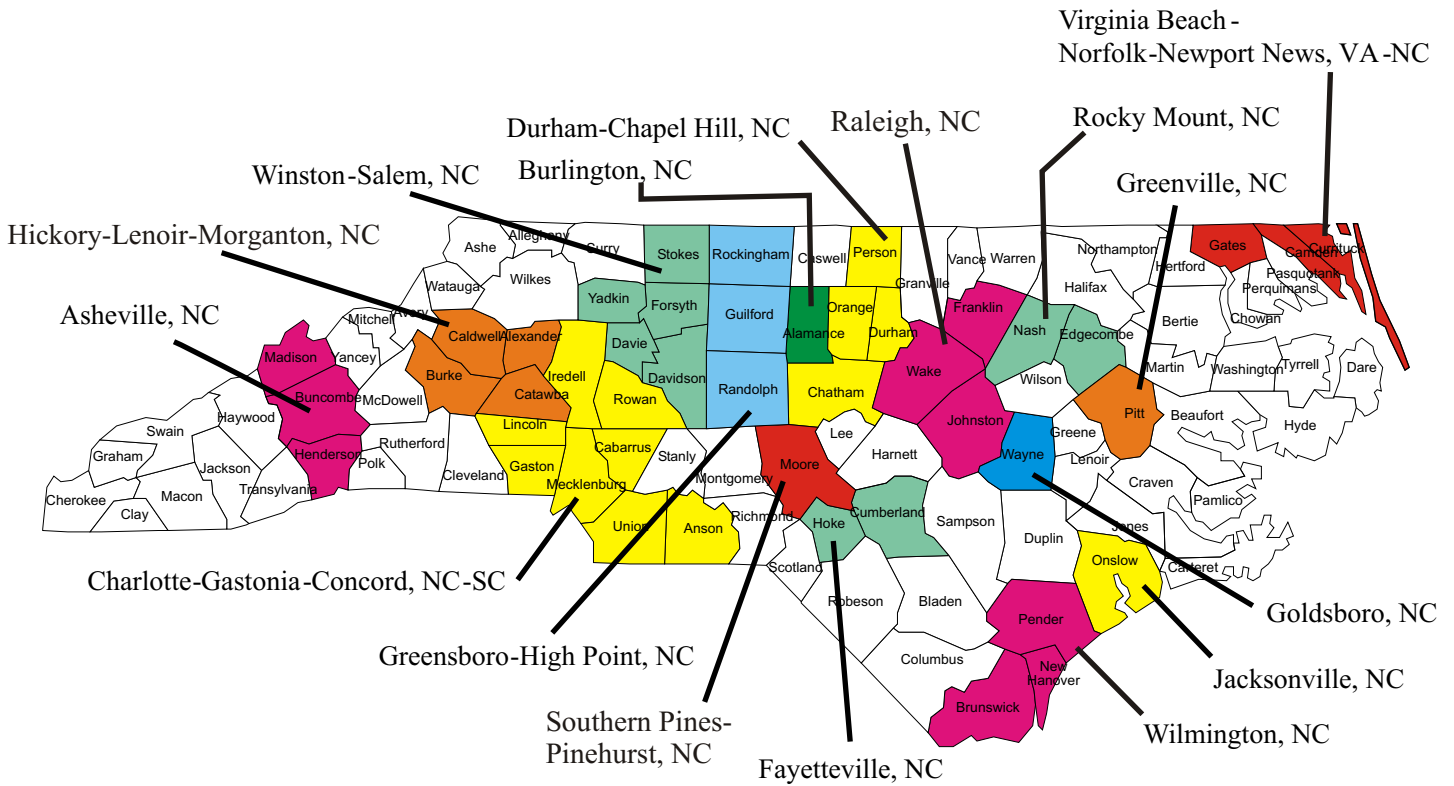 Virginia Beach -
Norfolk-Newport News, VA-NC
Durham-Chapel Hill, NC
Raleigh, NC
Rocky Mount, NC
Burlington, NC
Winston-Salem, NC
Greenville, NC
Hickory-Lenoir-Morganton, NC
Asheville, NC
Ashe
Alleghany
Surry
Stokes
Rockingham
Caswell
Person
Granville
Vance
Warren
Northampton
Hertford
Gates
Camden
Currituck
Pasquotank
Perquimans
Chowan
Halifax
Bertie
Watauga
Wilkes
Yadkin
Forsyth
Guilford
Alamance
Orange
Durham
Franklin
Nash
Edgecombe
Martin
Washington
Tyrrell
Dare
Avery
Mitchell
Yancey
Madison
Caldwell
Alexander
Iredell
Davie
Davidson
Randolph
Chatham
Wake
Wilson
Pitt
Beaufort
Hyde
Burke
Catawba
Rowan
Buncombe
McDowell
Haywood
Swain
Graham
Cherokee
Clay
Macon
Jackson
Transylvania
Henderson
Polk
Rutherford
Cleveland
Lincoln
Gaston
Mecklenburg
Cabarrus
Stanly
Montgomery
Moore
Lee
Harnett
Johnston
Wayne
Greene
Lenoir
Craven
Pamlico
Union
Anson
Richmond
Hoke
Cumberland
Sampson
Duplin
Jones
Onslow
Carteret
Scotland
Robeson
Bladen
Pender
Columbus
New
Hanover
Brunswick
Charlotte-Gastonia-Concord, NC-SC
Greensboro-High Point, NC
Southern Pines-
Pinehurst, NC
Fayetteville, NC
Wilmington, NC
Jacksonville, NC
Goldsboro, NC